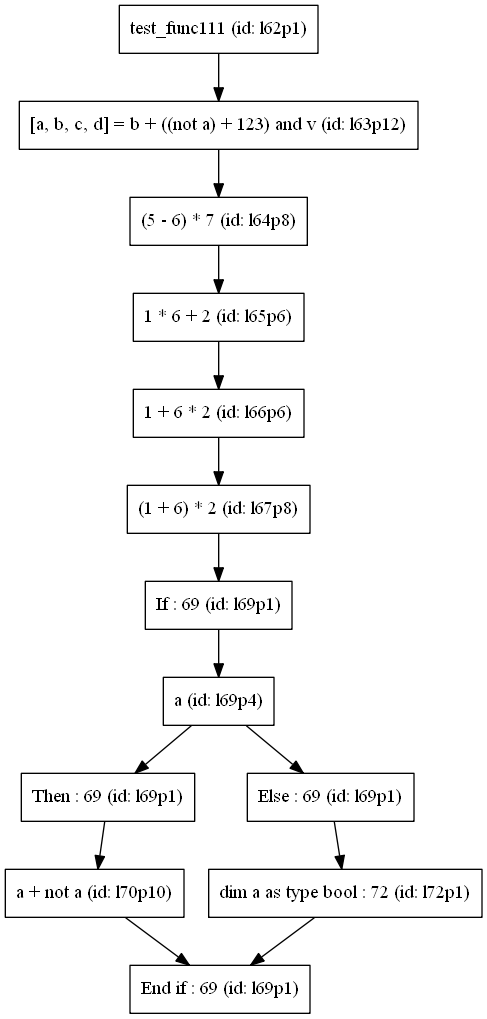 test_func111 (id: l62p1)
[a, b, c, d] = b + ((not a) + 123) and v (id: l63p12)
(5 - 6) * 7 (id: l64p8)
1 * 6 + 2 (id: l65p6)
1 + 6 * 2 (id: l66p6)
(1 + 6) * 2 (id: l67p8)
If : 69 (id: l69p1)
a (id: l69p4)
Then : 69 (id: l69p1)
Else : 69 (id: l69p1)
a + not a (id: l70p10)
dim a as type bool : 72 (id: l72p1)
End if : 69 (id: l69p1)